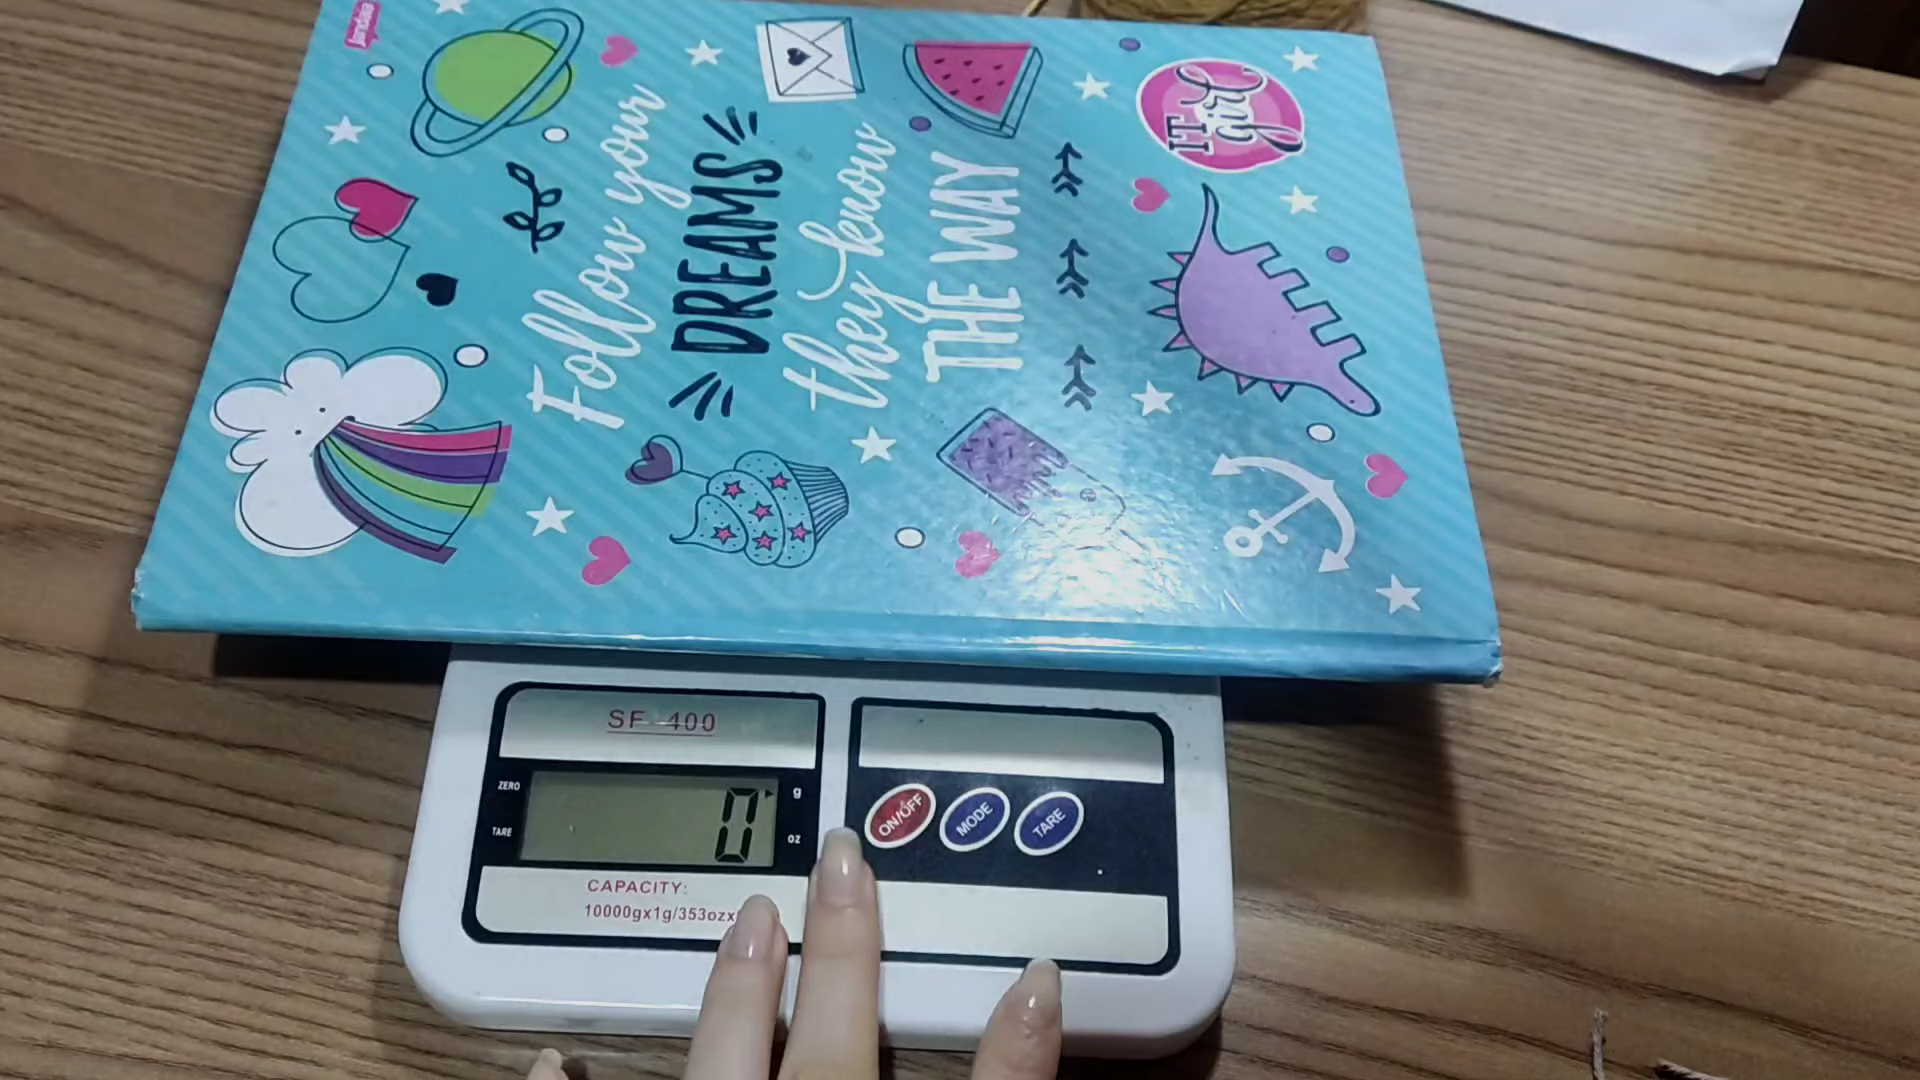 Jandaia
Follow your
DREAMS
they know
THE WAY
IT
girl
SF-400
ZERO
TARE
0
g
oz
ON/OFF
MODE
TARE
CAPACITY:
10000gx1g/353ozx